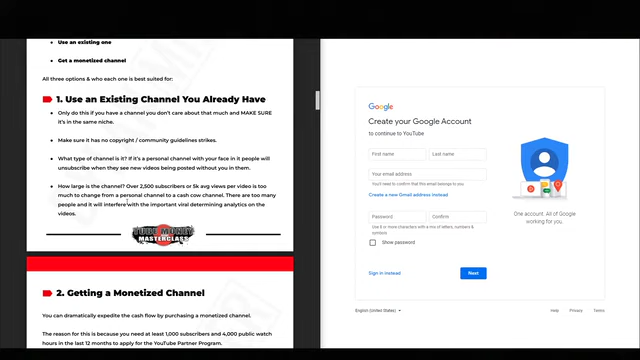 Use an existing one
Get a monetized channel
All three options & who each one is best suited for:
1. Use an Existing Channel You Already Have
Only do this if you have a channel you don't care about that much and MAKE SURE
it's in the same niche.
Make sure it has no copyright / community guidelines strikes.
What type of channel is it? If it's a personal channel with your face in it people will
unsubscribe when they see new videos being posted without you in them.
How large is the channel? Over 2,500 subscribers or 5k avg views per video is too
much to change from a personal channel to a cash cow channel. There are too many
people and it will interfere with the important viral determining analytics on the
videos.
TUBE MONEY
MASTERCLASS
2. Getting a Monetized Channel
You can dramatically expedite the cash flow by purchasing a monetized channel.
The reason for this is because you need at least 1,000 subscribers and 4,000 public watch
hours in the last 12 months to apply for the YouTube Partner Program.
Google
Create your Google Account
to continue to YouTube
First name
Last name
Your email address
You'll need to confirm that this email belongs to you.
Create a new Gmail address instead
Password
Confirm
Use 8 or more characters with a mix of letters, numbers &
symbols
Show password
Sign in instead
Next
One account. All of Google
working for you.
English (United States)
Help
Privacy
Terms